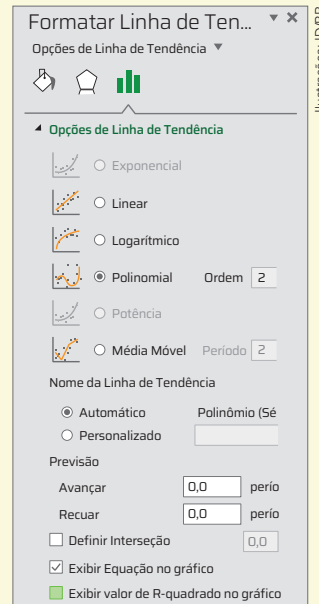 Formatar Linha de Ten...
Opções de Linha de Tendência
Opções de Linha de Tendência
Exponencial
Linear
Logarítmico
Polinomial Ordem 2
Potência
Média Móvel Período 2
Nome da Linha de Tendência
Automático Polinômio (Sé
Personalizado
Previsão
Avançar 0,0 perío
Recuar 0,0 perío
Definir Interseção 0,0
Exibir Equação no gráfico
Exibir valor de R-quadrado no gráfico
Ilustrações: ID/BR